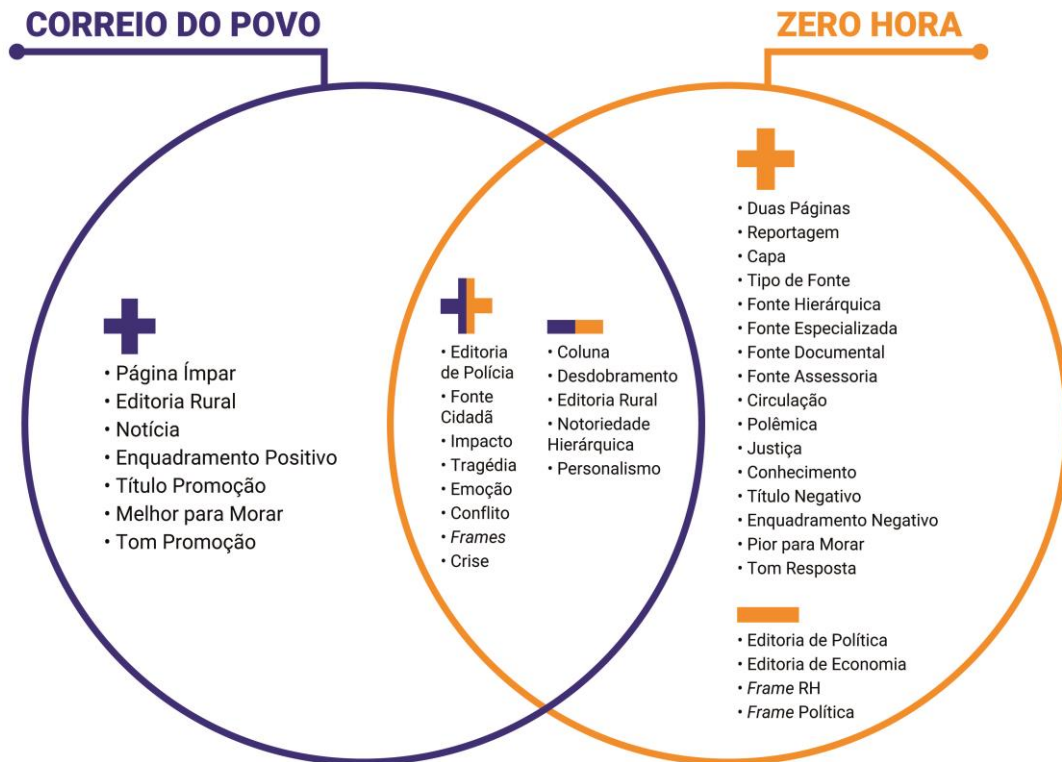 CORREIO DO POVO
ZERO HORA
• Página Ímpar
• Editoria Rural
• Notícia
• Enquadramento Positivo
• Título Promoção
• Melhor para Morar
• Tom Promoção
• Editoria
de Polícia
• Fonte
Cidadã
• Impacto
• Tragédia
• Emoção
• Conflito
• Frames
• Crise
• Coluna
• Desdobramento
• Editoria Rural
• Notoriedade
Hierárquica
• Personalismo
• Duas Páginas
• Reportagem
• Capa
• Tipo de Fonte
• Fonte Hierárquica
• Fonte Especializada
• Fonte Documental
• Fonte Assessoria
• Circulação
• Polêmica
• Justiça
• Conhecimento
• Título Negativo
• Enquadramento Negativo
• Pior para Morar
• Tom Resposta
• Editoria de Política
• Editoria de Economia
• Frame RH
• Frame Política